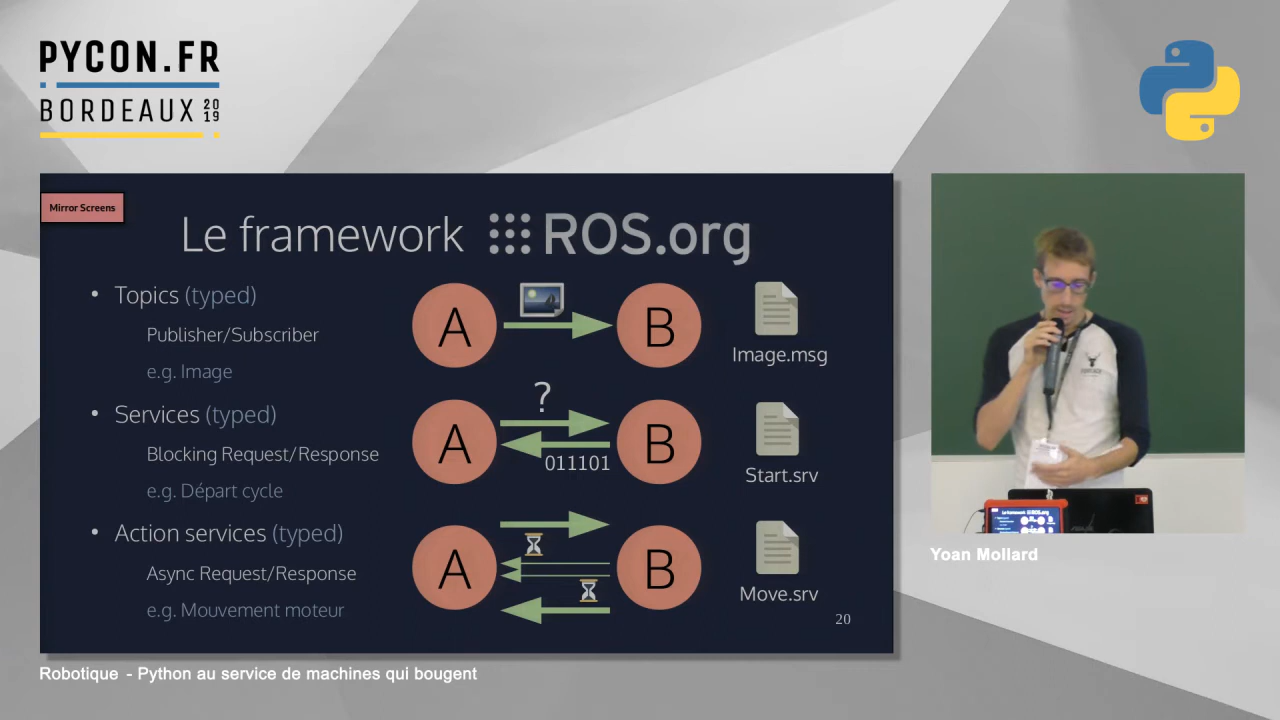 PYCON.FR
BORDEAUX 2019
Mirror Screens
Le framework ROS.org
• Topics (typed)
Publisher/Subscriber
e.g. Image
A
B
Image.msg
• Services (typed)
Blocking Request/Response
e.g. Départ cycle
?
A
B
011101
Start.srv
• Action services (typed)
Async Request/Response
e.g. Mouvement moteur
A
B
Move.srv
20
Yoan Mollard
Robotique - Python au service de machines qui bougent